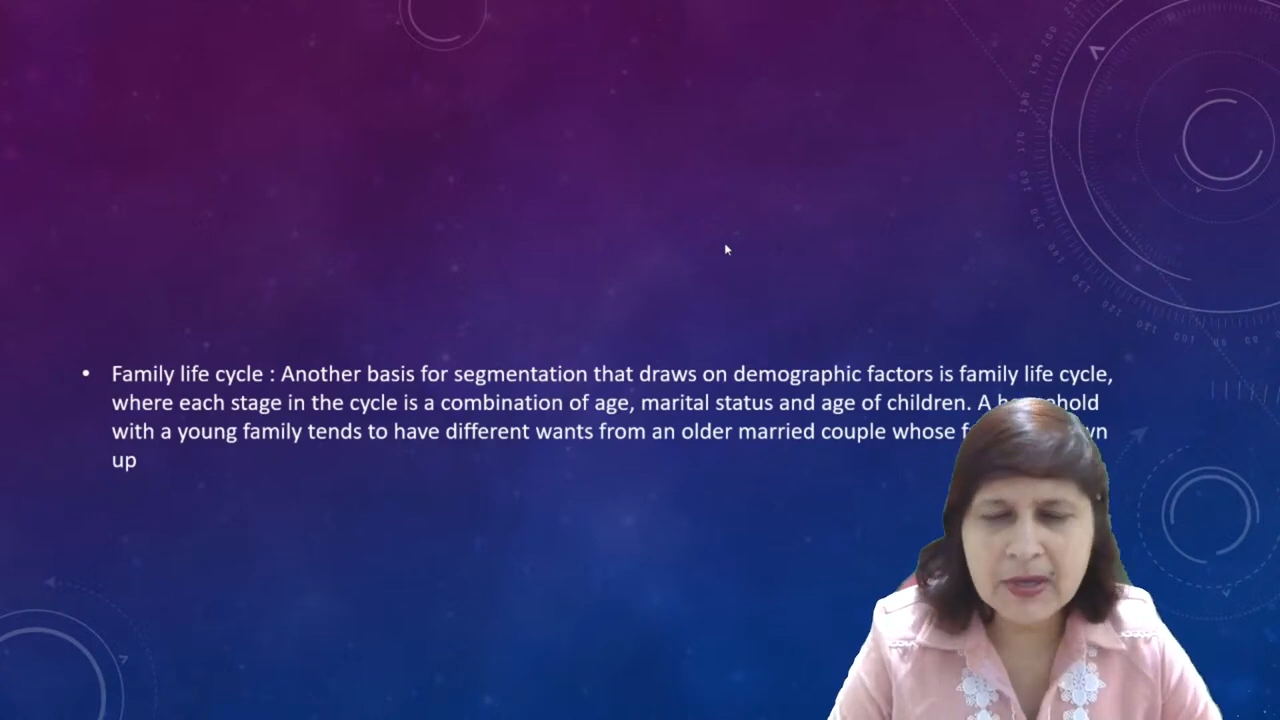 • Family life cycle : Another basis for segmentation that draws on demographic factors is family life cycle,
where each stage in the cycle is a combination of age, marital status and age of children. A
with a young family tends to have different wants from an older married couple whose
up